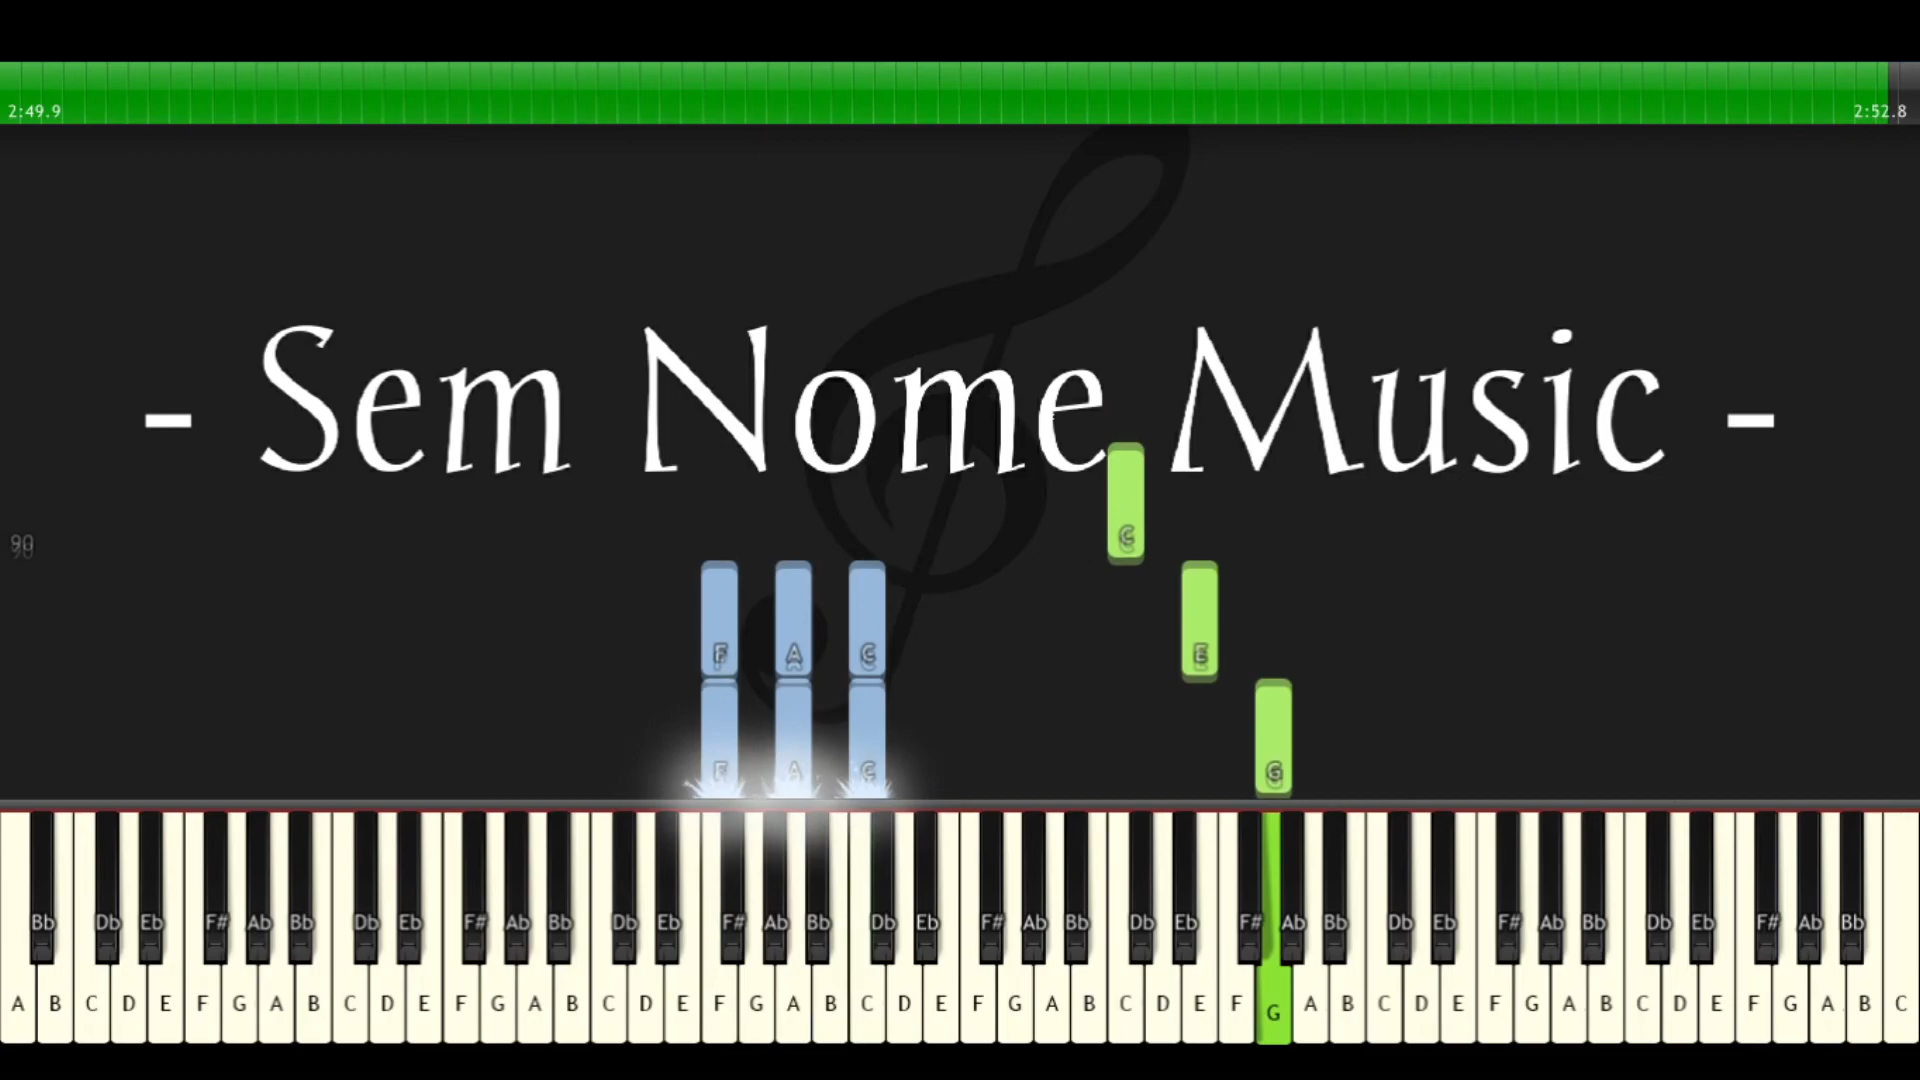 2:49.9 2:52.8
- Sem Nome Music -
C
90
F A C E
F A C G
Bb Db Eb F# Ab Bb Db Eb F# Ab Bb Db Eb F# Ab Bb Db Eb F# Ab Bb Db Eb F# Ab Bb Db Eb F# Ab Bb Db Eb F# Ab Bb
A B C D E F G A B C D E F G A B C D E F G A B C D E F G A B C D E F G A B C D E F G A B C D E F G A B C